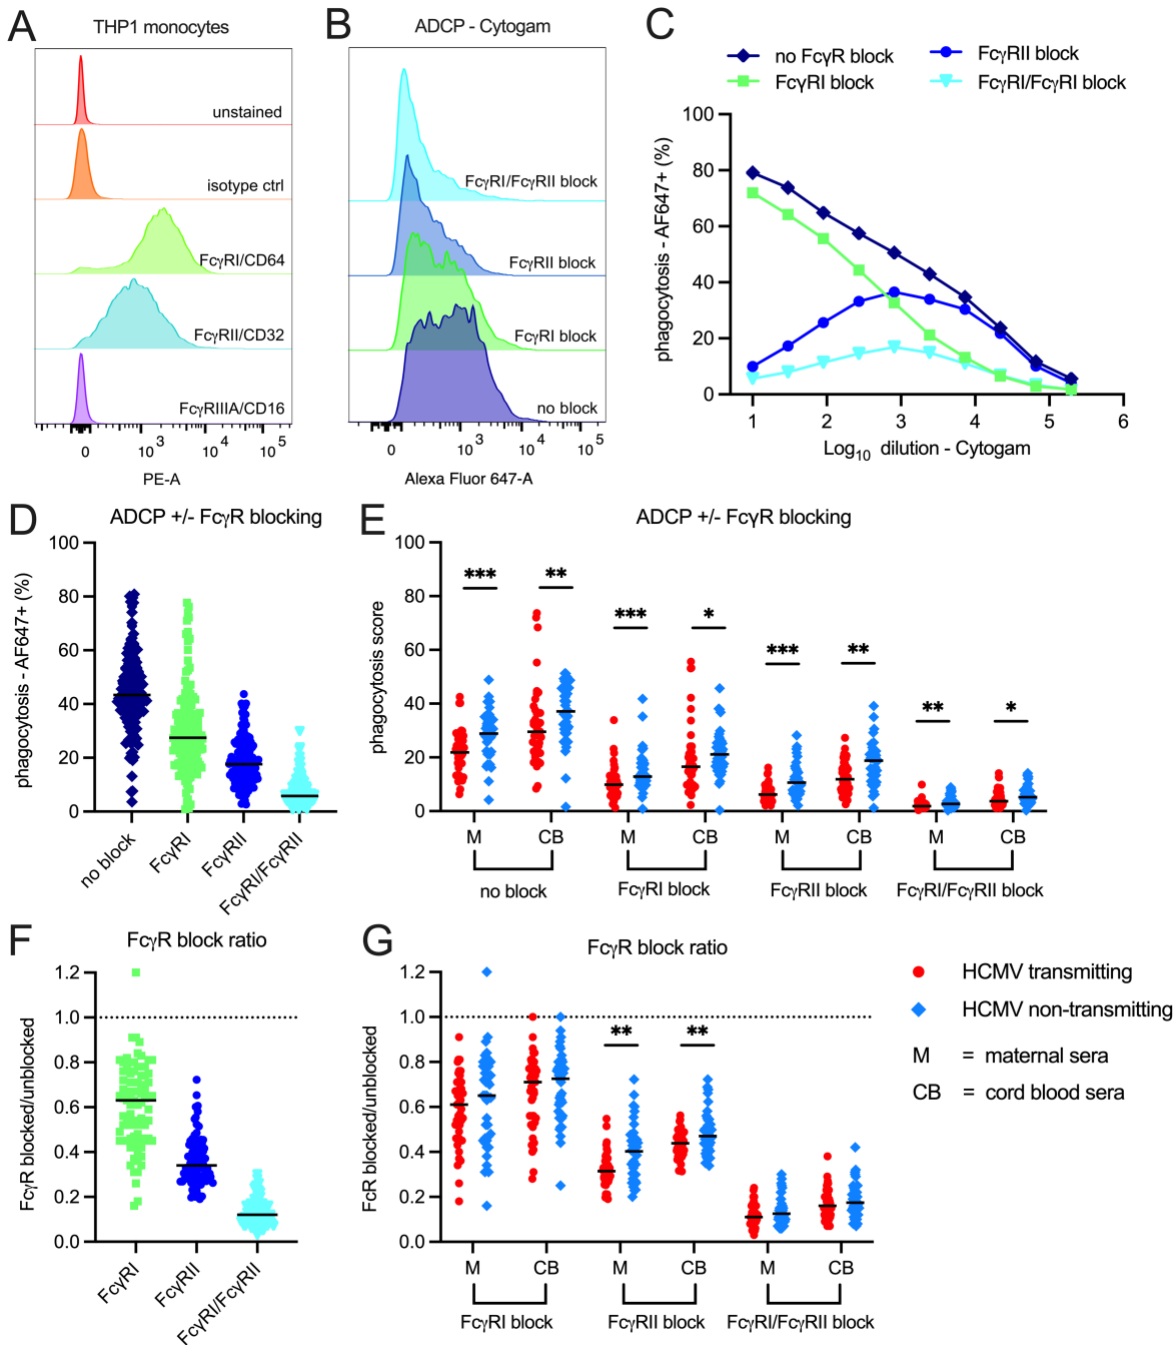 A
THP1 monocytes
unstained
isotype ctrl
FcγRI/CD64
FcγRII/CD32
FcγRIIIA/CD16
0 10^3 10^4 10^5
PE-A
B
ADCP - Cytogam
FcγRI/FcγRII block
FcγRII block
FcγRI block
no block
0 10^3 10^4 10^5
Alexa Fluor 647-A
C
no FcγR block
FcγRII block
FcγRI block
FcγRI/FcγRI block
phagocytosis - AF647+ (%)
100
80
60
40
20
0
1 2 3 4 5 6
Log10 dilution - Cytogam
D
ADCP +/- FcγR blocking
phagocytosis - AF647+ (%)
100
80
60
40
20
0
no block
FcγRI
FcγRII
FcγRI/FcγRII
E
ADCP +/- FcγR blocking
phagocytosis score
100
80
60
40
20
0
*** ** *** * *** ** ** *
M CB M CB M CB M CB
no block FcγRI block FcγRII block FcγRI/FcγRII block
F
FcγR block ratio
FcγR blocked/unblocked
1.2
1.0
0.8
0.6
0.4
0.2
0.0
FcγRI
FcγRII
FcγRI/FcγRII
G
FcγR block ratio
FcR blocked/unblocked
1.2
1.0
0.8
0.6
0.4
0.2
0.0
** **
M CB M CB M CB
FcγRI block FcγRII block FcγRI/FcγRII block
HCMV transmitting
HCMV non-transmitting
M = maternal sera
CB = cord blood sera